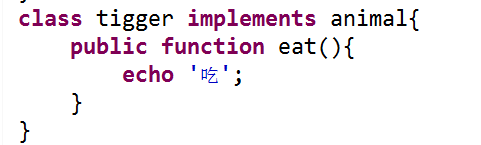 class tigger implements animal{
    public function eat(){
        echo '吃';
    }
}